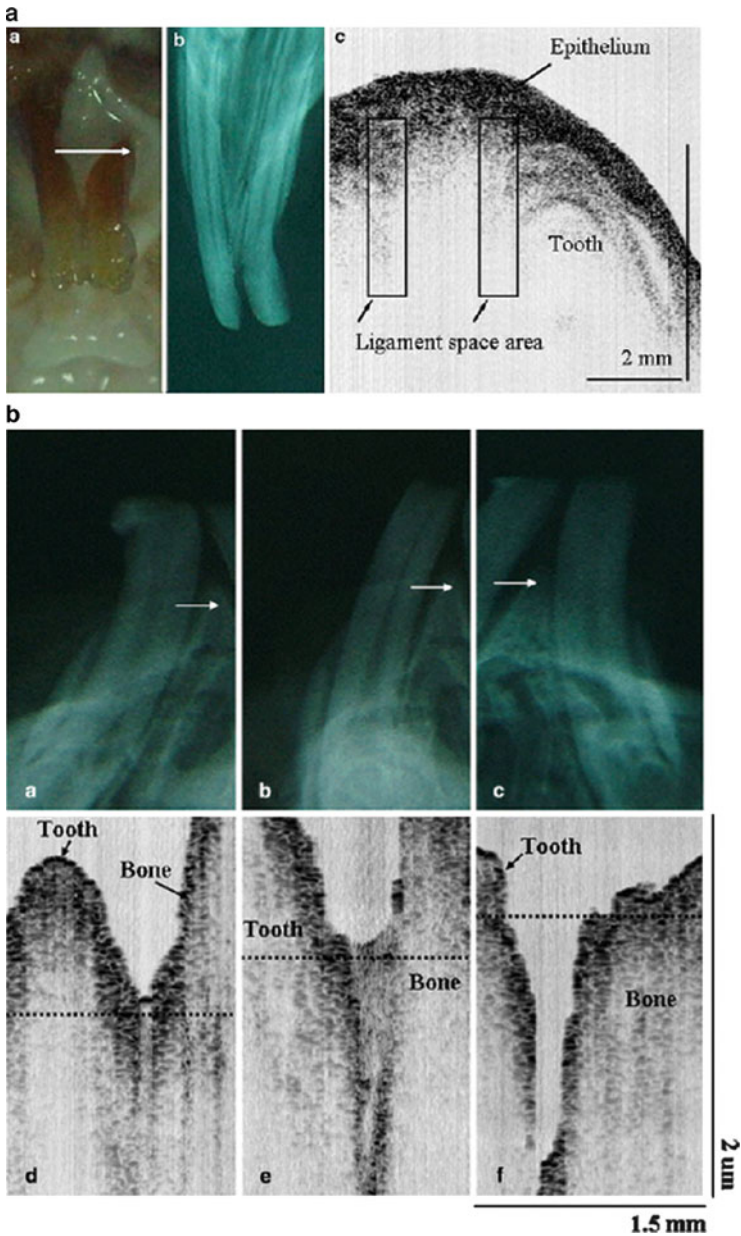 a
a
b
c
Epithelium
Tooth
Ligament space area
2 mm
b
a
b
c
Tooth
Bone
d
Tooth
Bone
e
Tooth
Bone
f
2 um
1.5 mm